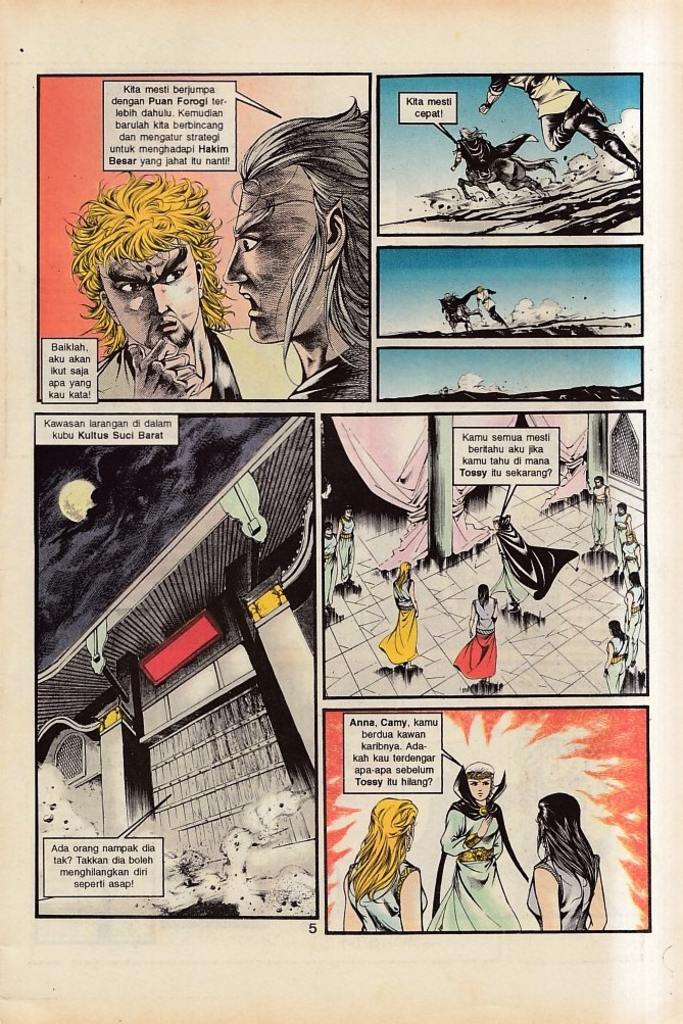 Kita mesti berjumpa
dengan Puan Forogi ter-
lebih dahulu. Kemudian
barulah kita berbincang
dan mengatur strategi
untuk menghadapi Hakim
Besar yang jahat itu nanti!
Baiklah,
aku akan
ikut saja
apa yang
kau kata!
Kita mesti
cepat!
Kawasan larangan di dalam
kubu Kultus Suci Barat
Ada orang nampak dia
tak? Takkan dia boleh
menghilangkan diri
seperti asap!
Kamu semua mesti
beritahu aku jika
kamu tahu di mana
Tossy itu sekarang?
Anna, Camy, kamu
berdua kawan
karibnya. Ada-
kah kau terdengar
apa-apa sebelum
Tossy itu hilang?
5